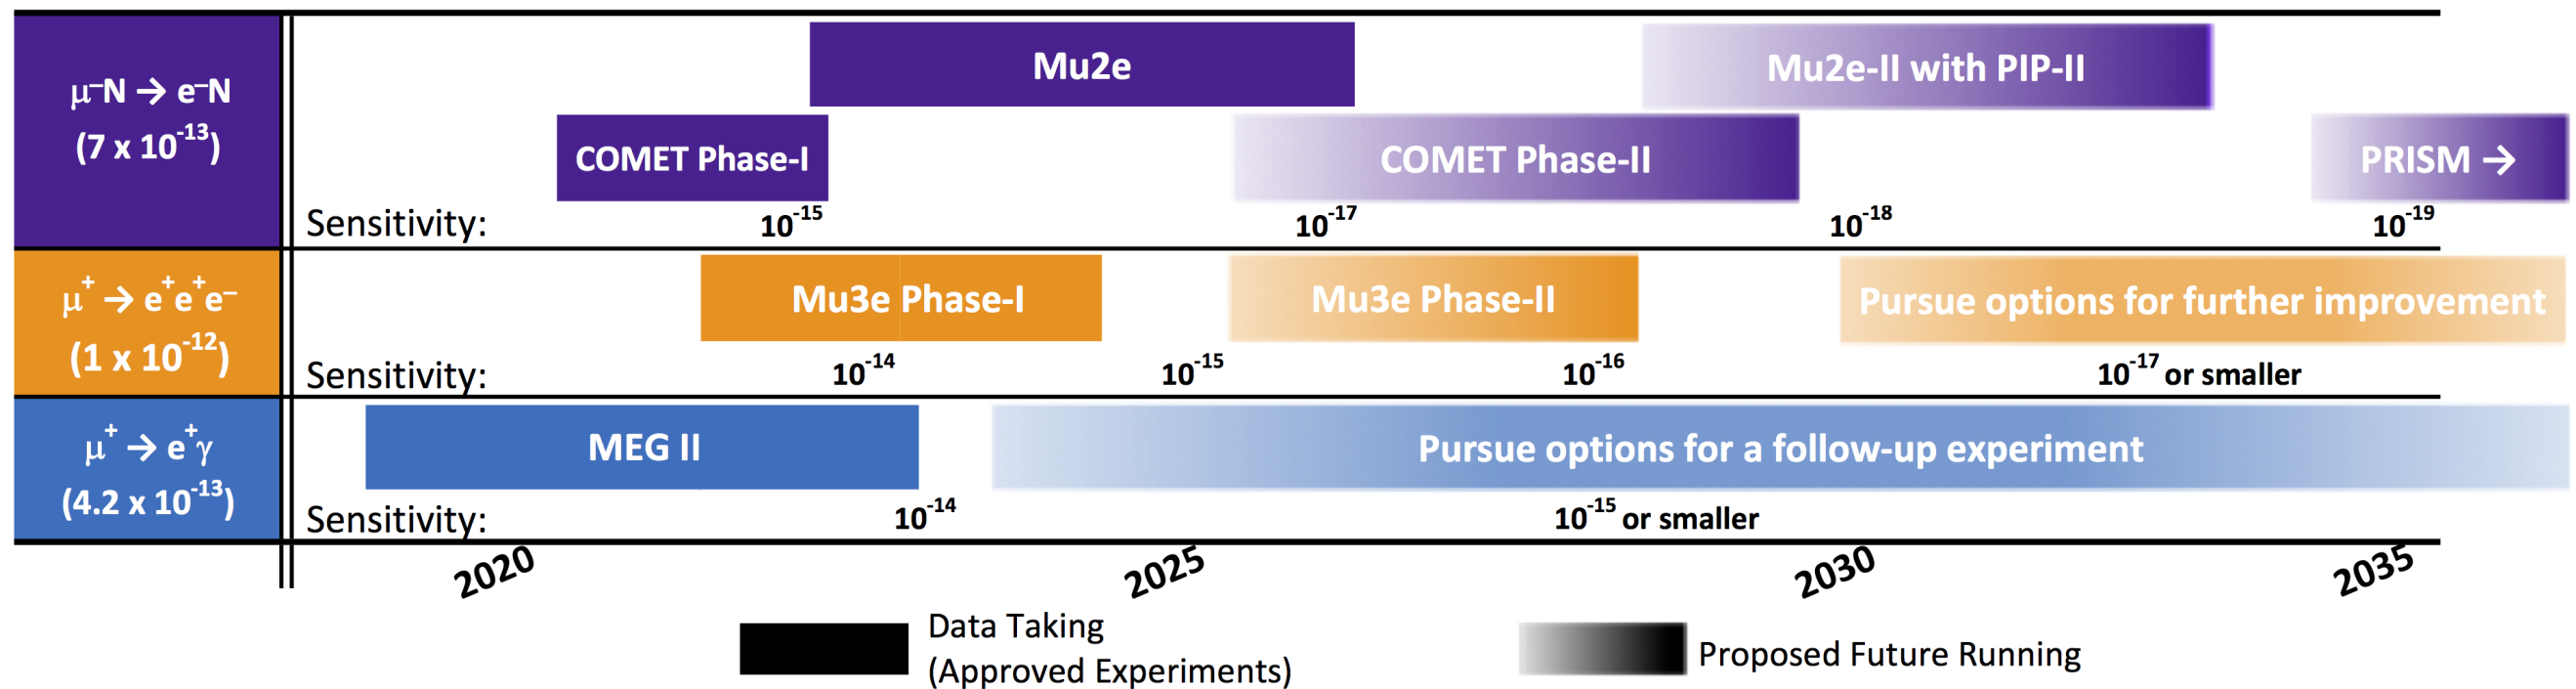 μ⁻N → e⁻N
(7 x 10⁻¹³)
Mu2e
Mu2e-II with PIP-II
COMET Phase-I
COMET Phase-II
PRISM →
Sensitivity:
10⁻¹⁵
10⁻¹⁷
10⁻¹⁸
10⁻¹⁹
μ⁺ → e⁺e⁺e⁻
(1 x 10⁻¹²)
Mu3e Phase-I
Mu3e Phase-II
Pursue options for further improvement
Sensitivity:
10⁻¹⁴
10⁻¹⁵
10⁻¹⁶
10⁻¹⁷ or smaller
μ⁺ → e⁺γ
(4.2 x 10⁻¹³)
MEG II
Pursue options for a follow-up experiment
Sensitivity:
10⁻¹⁴
10⁻¹⁵ or smaller
2020
2025
2030
2035
Data Taking
(Approved Experiments)
Proposed Future Running